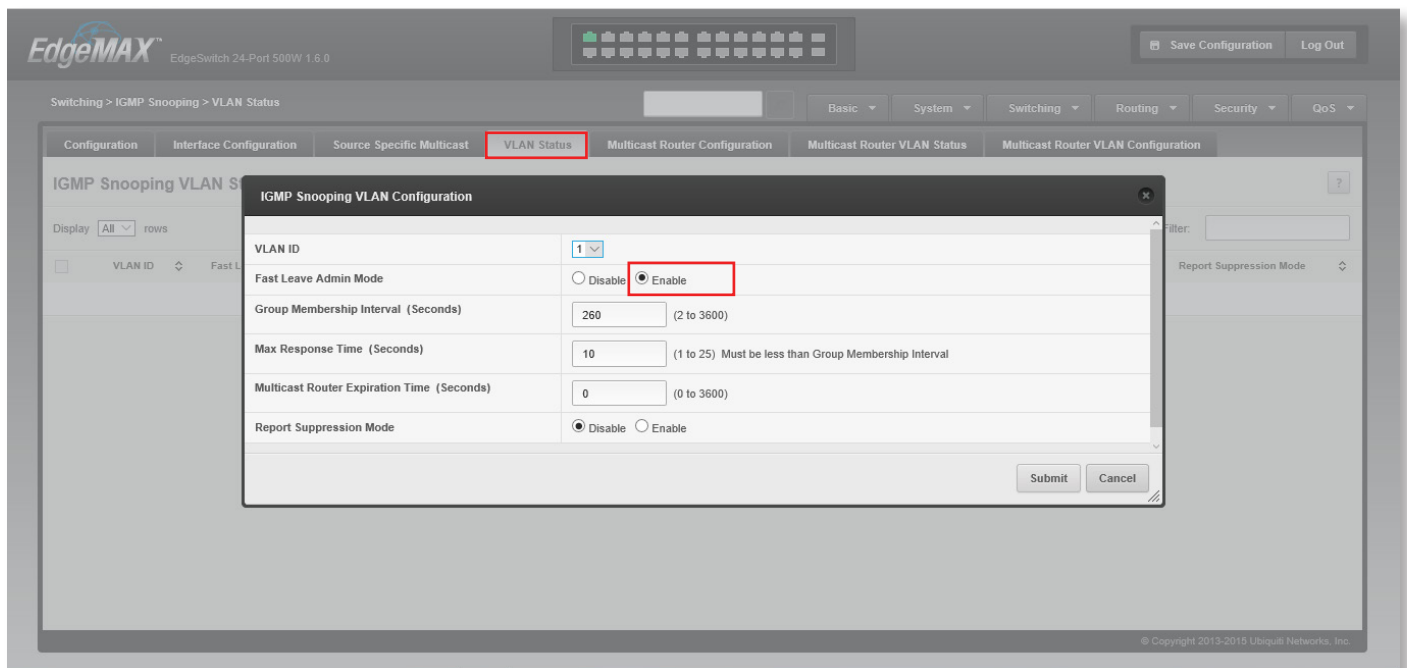 EdgeMAX™ EdgeSwitch 24-Port 500W 1.6.0
Save Configuration Log Out
Switching > IGMP Snooping > VLAN Status
Basic System Switching Routing Security QoS
Configuration Interface Configuration Source Specific Multicast VLAN Status Multicast Router Configuration Multicast Router VLAN Status Multicast Router VLAN Configuration
IGMP Snooping VLAN S
?
IGMP Snooping VLAN Configuration
Display All rows
Filter:
VLAN ID Fast L
Report Suppression Mode
VLAN ID 1
Fast Leave Admin Mode Disable Enable
Group Membership Interval (Seconds) 260 (2 to 3600)
Max Response Time (Seconds) 10 (1 to 25) Must be less than Group Membership Interval
Multicast Router Expiration Time (Seconds) 0 (0 to 3600)
Report Suppression Mode Disable Enable
Submit Cancel
© Copyright 2013-2015 Ubiquiti Networks, Inc.